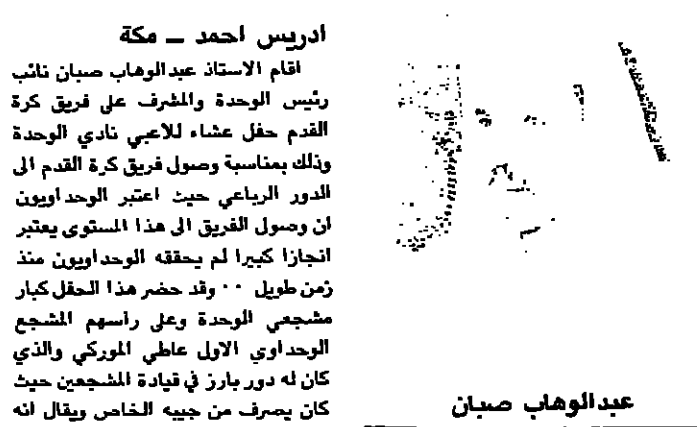 ادريس احمد ــ مكة
اقام الاستاذ عبدالوهاب صبان نائب
رئيس الوحدة والمشرف على فريق كرة
القدم حفل عشاء للاعبي نادي الوحدة
وذلك بمناسبة وصول فريق كرة القدم الى
الدور الرباعي حيث اعتبر الوحداويون
ان وصول الفريق الى هذا المستوى يعتبر
انجازا كبيرا لم يحققه الوحداويون منذ
زمن طويل ٠٠ وقد حضر هذا الحفل كبار
مشجعي الوحدة وعلى راسهم المشجع
الوحداوي الاول عاطي الموركي والذي
كان له دور بارز في قيادة المشجعين حيث
كان يصرف من جيبه الخاص ويقال انه
عبدالوهاب صبان